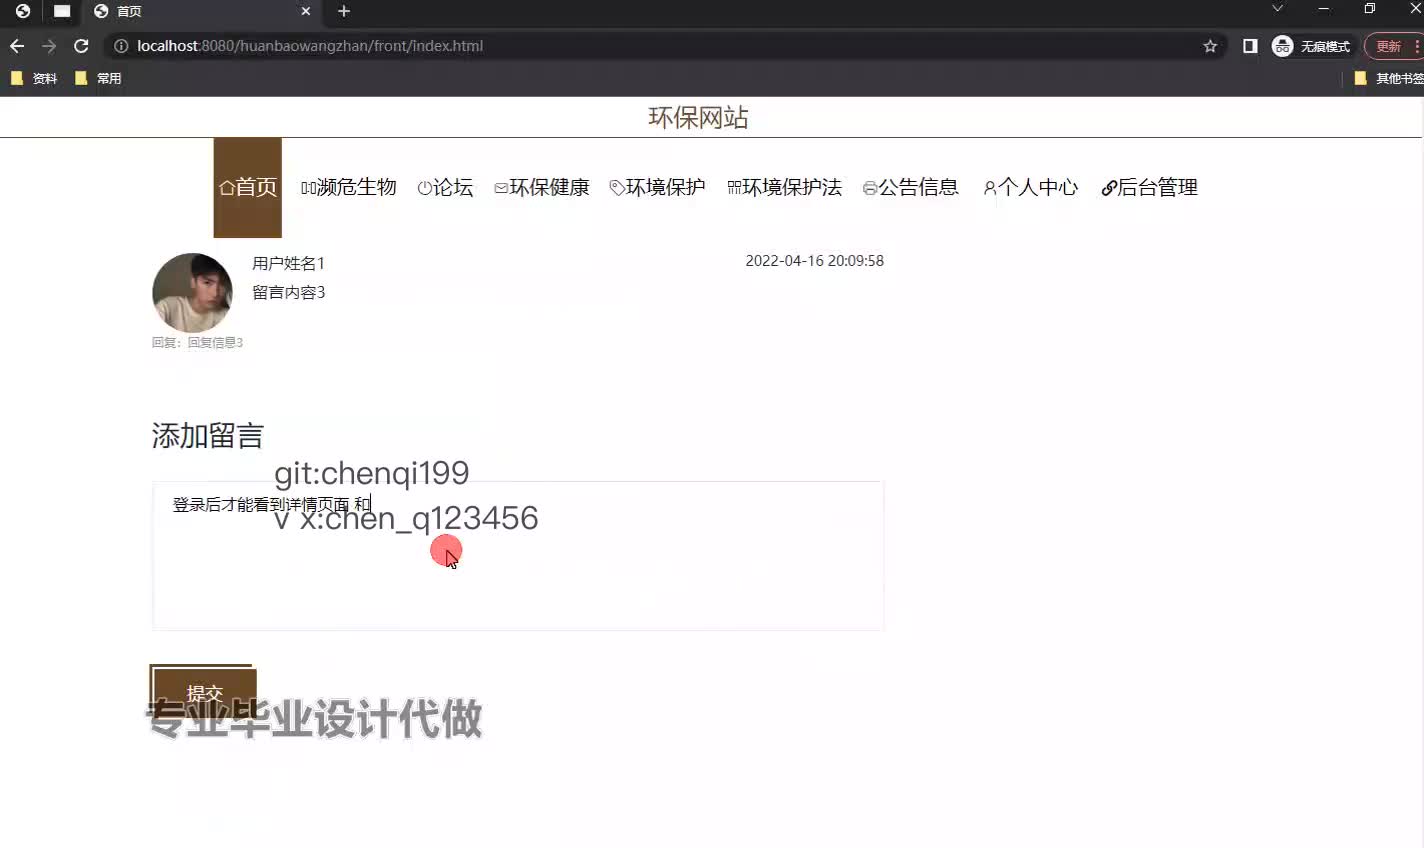 首页
localhost:8080/huanbaowangzhan/front/index.html
无痕模式
更新
资料
常用
其他书签
环保网站
首页 濒危生物 论坛 环保健康 环境保护 环境保护法 公告信息 个人中心 后台管理
用户姓名1
2022-04-16 20:09:58
留言内容3
回复：回复信息3
添加留言
git:chenqi199
登录后才能看到详情页面 和
v x:chen_q123456
提交
专业毕业设计代做